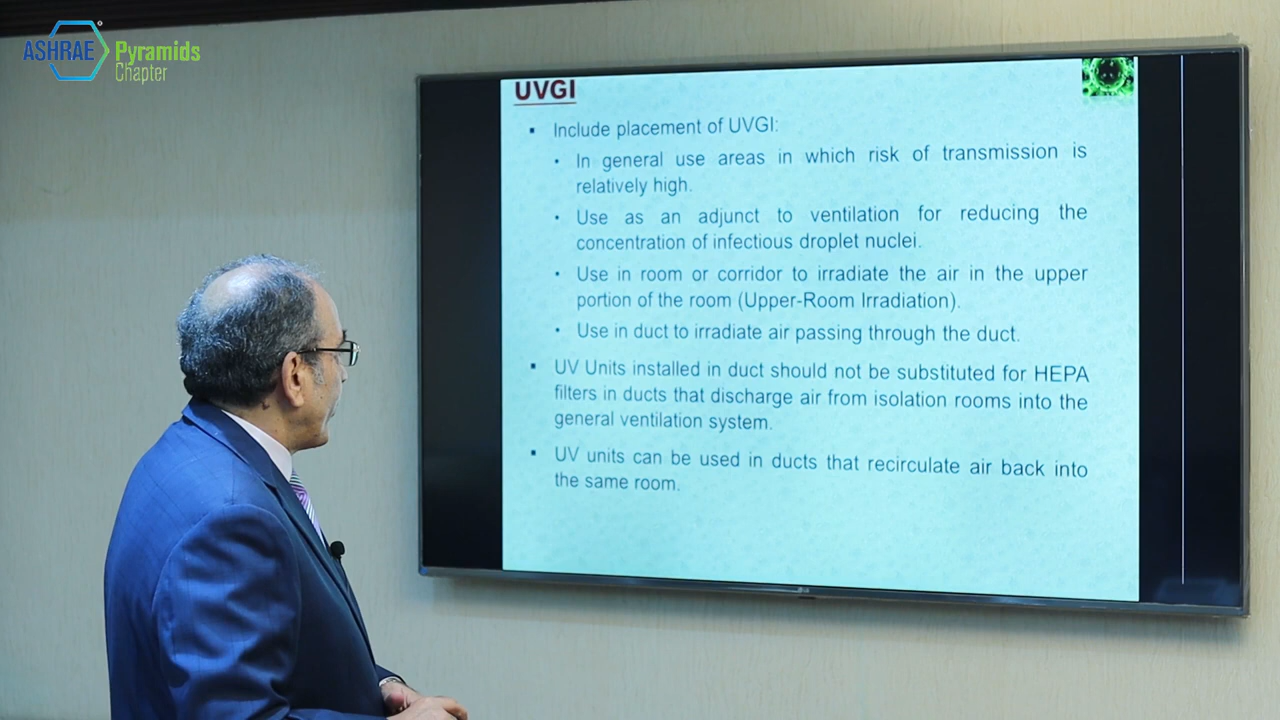 ASHRAE Pyramids
Chapter
UVGI
▪ Include placement of UVGI:
• In general use areas in which risk of transmission is
relatively high.
• Use as an adjunct to ventilation for reducing the
concentration of infectious droplet nuclei.
• Use in room or corridor to irradiate the air in the upper
portion of the room (Upper-Room Irradiation).
• Use in duct to irradiate air passing through the duct.
▪ UV Units installed in duct should not be substituted for HEPA
filters in ducts that discharge air from isolation rooms into the
general ventilation system.
▪ UV units can be used in ducts that recirculate air back into
the same room.
LG